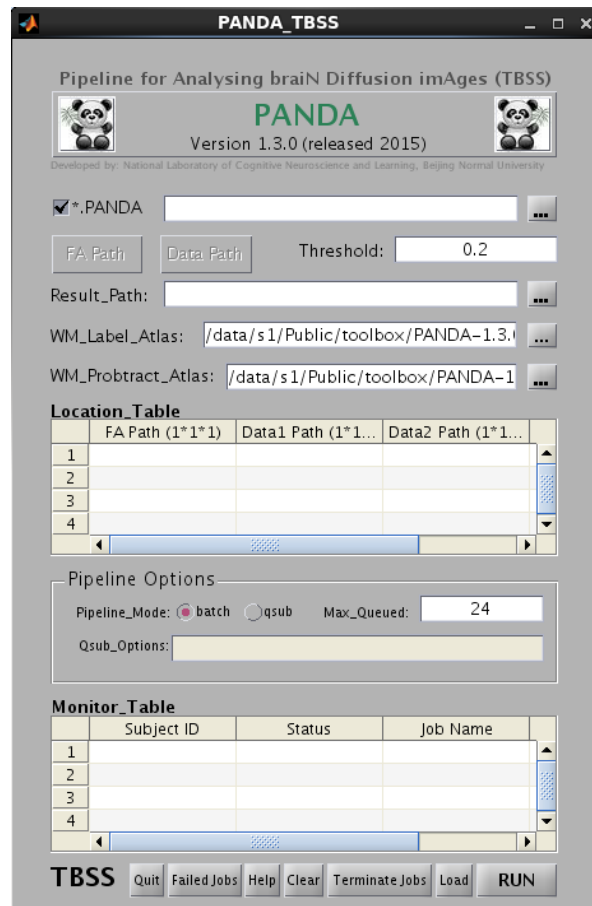 PANDA_TBSS
Pipeline for Analysing braiN Diffusion imAges (TBSS)
PANDA
Version 1.3.0 (released 2015)
Developed by: National Laboratory of Cognitive Neuroscience and Learning, Beijing Normal University
*.PANDA ...
FA Path Data Path Threshold: 0.2
Result_Path: ...
WM_Label_Atlas: /data/s1/Public/toolbox/PANDA-1.3.0 ...
WM_Probtract_Atlas: /data/s1/Public/toolbox/PANDA-1 ...
Location_Table
FA Path (1*1*1) Data1 Path (1*1... Data2 Path (1*1...
1
2
3
4
Pipeline Options
Pipeline_Mode: batch qsub Max_Queued: 24
Qsub_Options:
Monitor_Table
Subject ID Status Job Name
1
2
3
4
TBSS Quit Failed Jobs Help Clear Terminate Jobs Load RUN